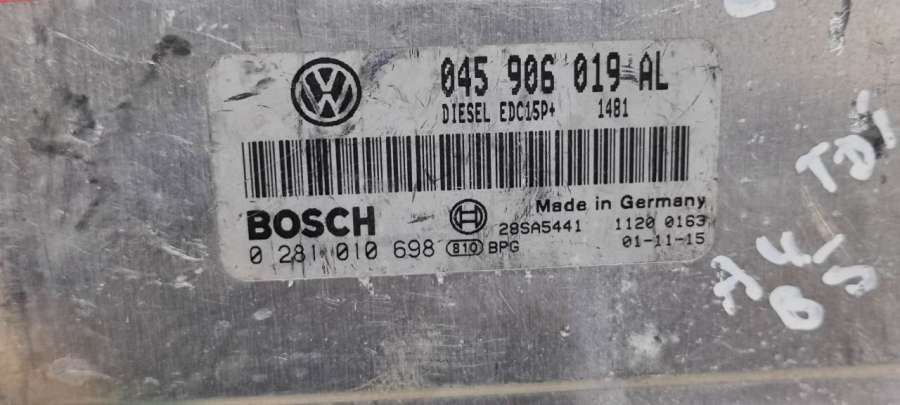 045 906 019 AL
DIESEL EDC15P+ 1481
BOSCH
Made in Germany
28SA5441 1120 0163
0 281 010 698 810 BPG 01-11-15
TDI